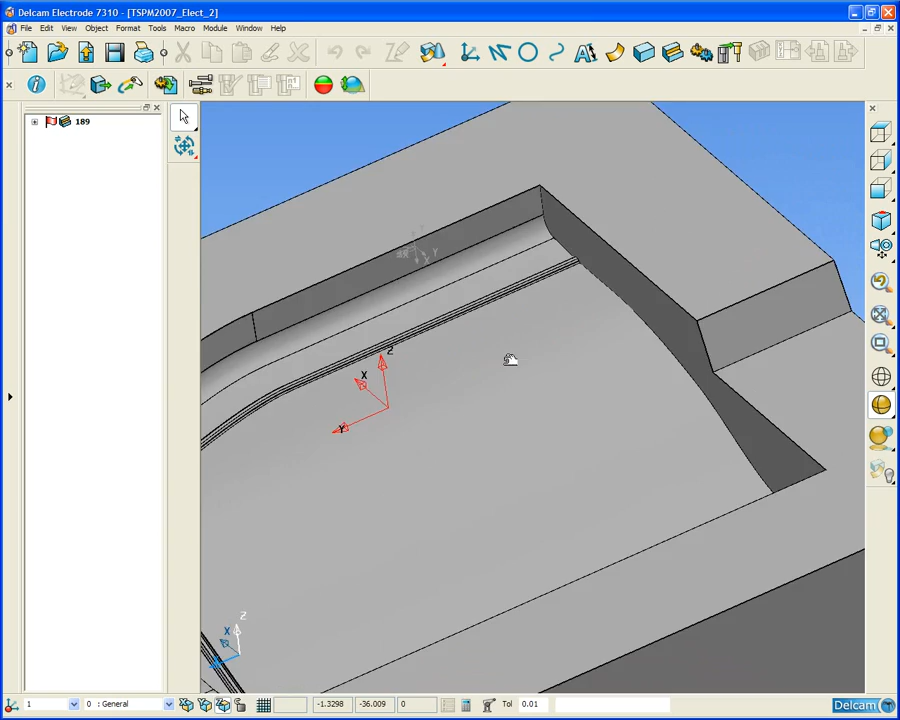 Delcam Electrode 7310 - [TSPM2007_Elect_2]
File Edit View Object Format Tools Macro Module Window Help
189
Z
X
Y
Y
X
Z
X
1
0 : General
-1.3298
-36.009
0
Tol
0.01
Delcam